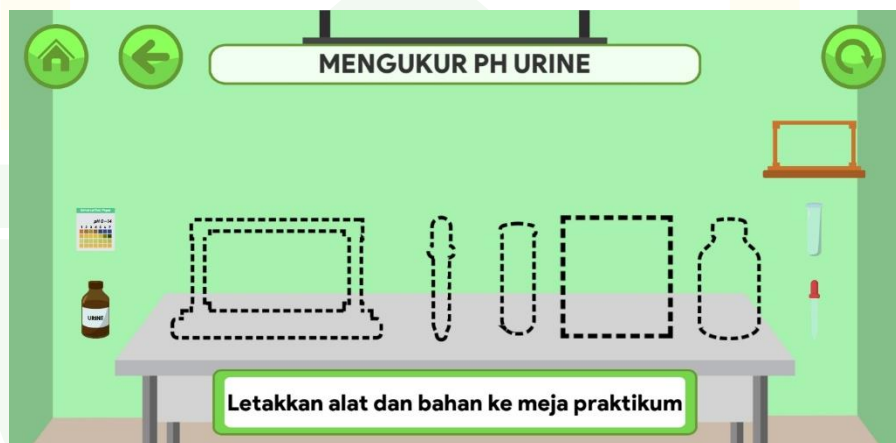 MENGUKUR PH URINE
URINE
Letakkan alat dan bahan ke meja praktikum